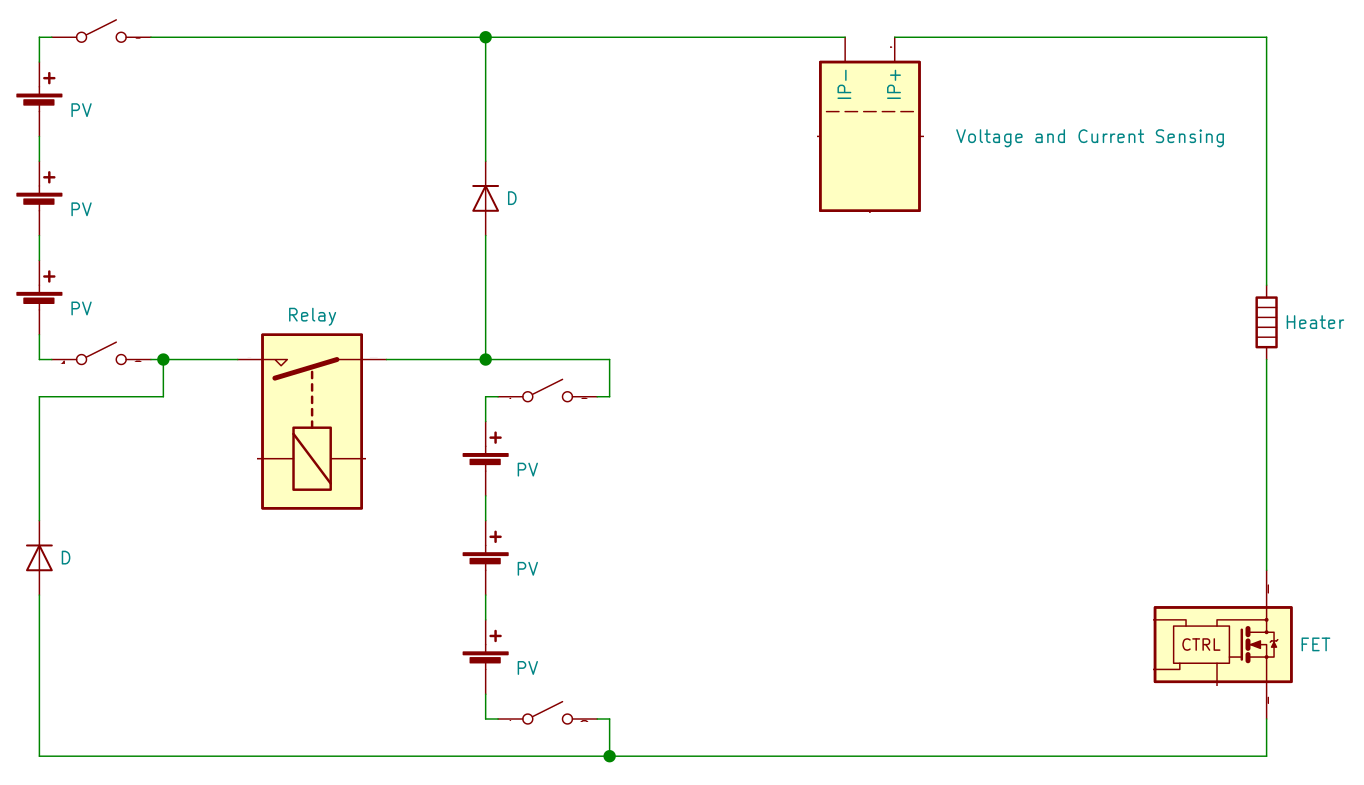 IP-
IP+
+
PV
Voltage and Current Sensing
+
PV
D
+
PV
Relay
Heater
+
PV
+
PV
D
+
PV
CTRL
FET